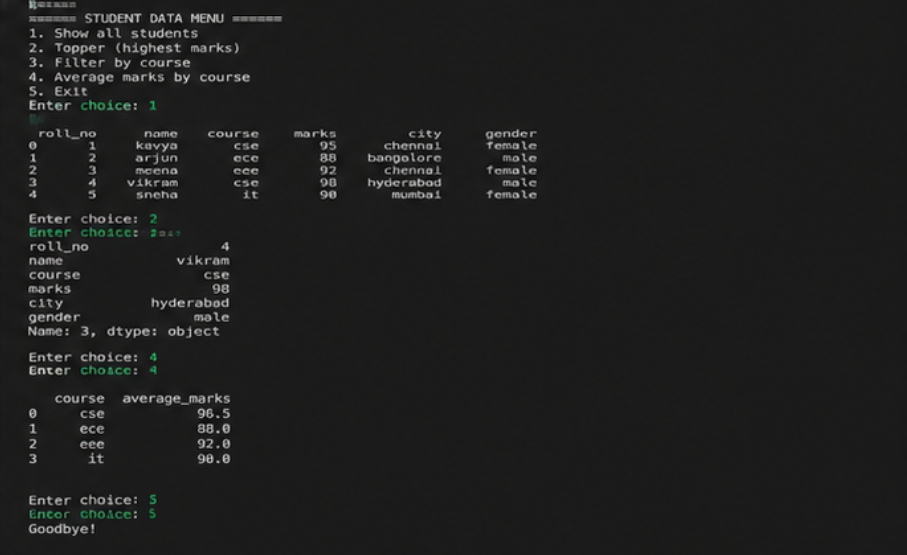 ====== STUDENT DATA MENU ======
1. Show all students
2. Topper (highest marks)
3. Filter by course
4. Average marks by course
5. Exit
Enter choice: 1
roll_no name course marks city gender
0 1 kavya cse 95 chennai female
1 2 arjun ece 88 bangalore male
2 3 meena eee 92 chennai female
3 4 vikram cse 98 hyderabad male
4 5 sneha it 90 mumbai female
Enter choice: 2
Enter choice:
roll_no 4
name vikram
course cse
marks 98
city hyderabad
gender male
Name: 3, dtype: object
Enter choice: 4
Enter choice: 4
course average_marks
0 cse 96.5
1 ece 88.0
2 eee 92.0
3 it 90.0
Enter choice: 5
Enter choice: 5
Goodbye!